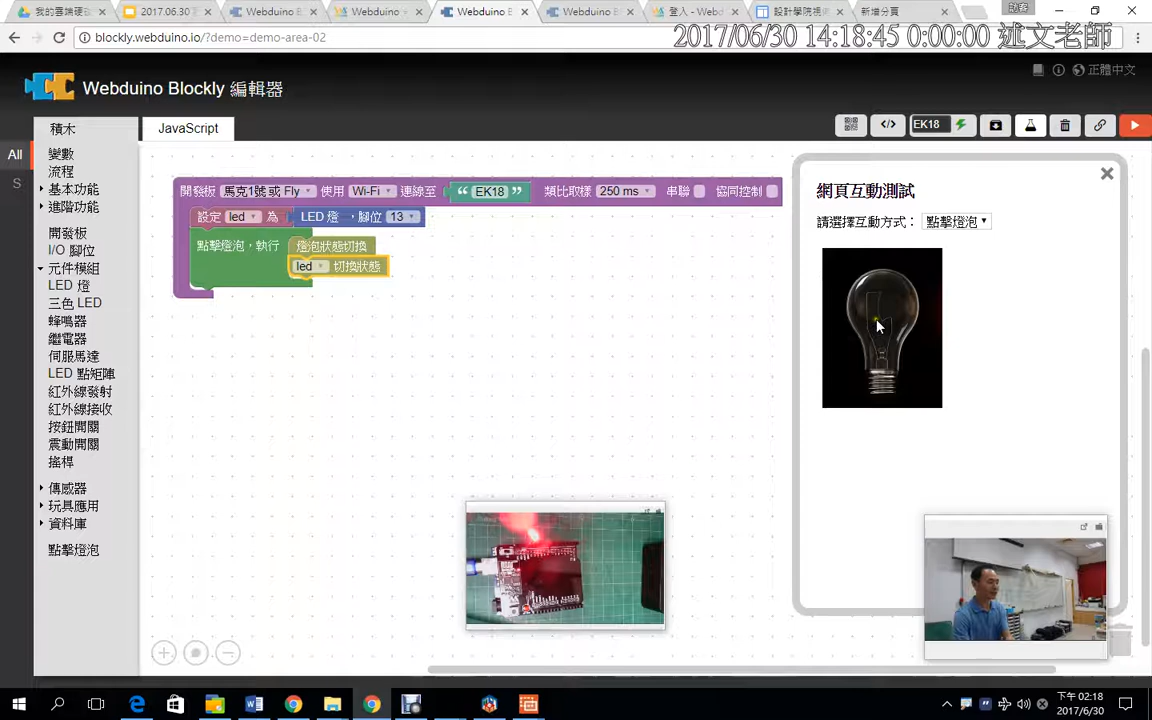 我的雲端硬碟
2017.06.30
Webduino B
Webduino
Webduino B
Webduino B
登入 - Web
設計學院視
新增分頁
blockly.webduino.io/?demo=demo-area-02
2017/06/30 14:18:45 0:00:00 述文老師
Webduino Blockly 編輯器
正體中文
積木
JavaScript
EK18
All
S
變數
流程
基本功能
進階功能
開發板
I/O 腳位
元件模組
LED 燈
三色 LED
蜂鳴器
繼電器
伺服馬達
LED 點矩陣
紅外線發射
紅外線接收
按鈕開關
震動開關
搖桿
傳感器
玩具應用
資料庫
點擊燈泡
開發板 馬克1號 或 Fly 使用 Wi-Fi 連線至 “ EK18 ” 類比取樣 250 ms 串聯 協同控制
設定 led 為 LED 燈 ,腳位 13
點擊燈泡,執行 燈泡狀態切換
led 切換狀態
網頁互動測試
請選擇互動方式: 點擊燈泡
下午 02:18
2017/6/30